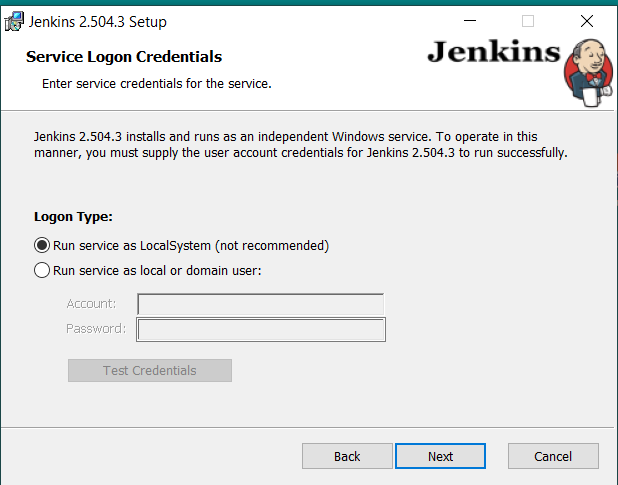 Jenkins 2.504.3 Setup
Service Logon Credentials
Jenkins
Enter service credentials for the service.
Jenkins 2.504.3 installs and runs as an independent Windows service. To operate in this
manner, you must supply the user account credentials for Jenkins 2.504.3 to run successfully.
Logon Type:
Run service as LocalSystem (not recommended)
Run service as local or domain user:
Account:
Password:
Test Credentials
Back
Next
Cancel